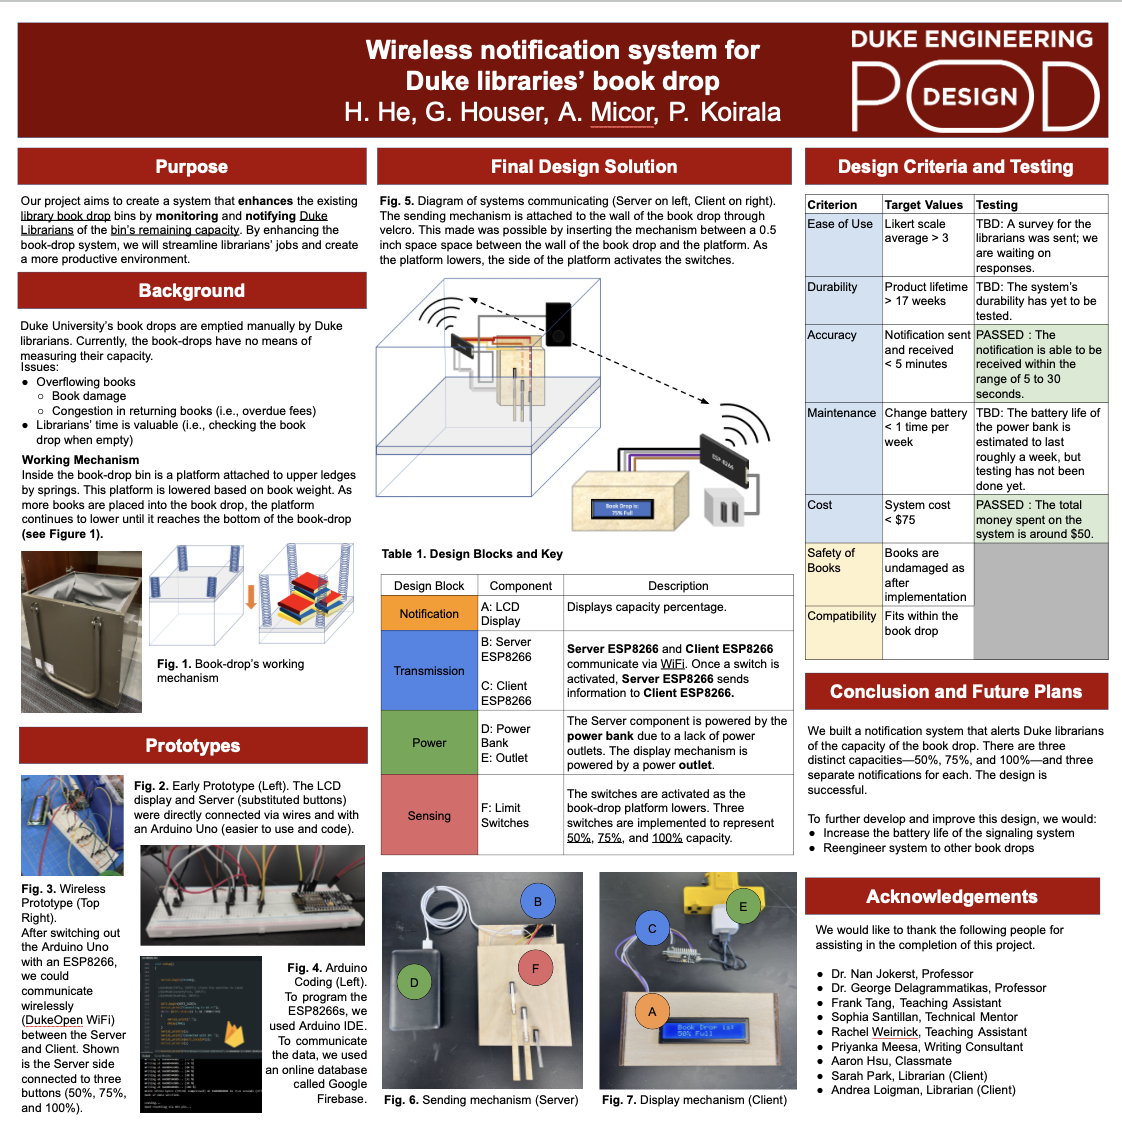 Wireless notification system for
Duke libraries' book drop
H. He, G. Houser, A. Micor, P. Koirala
DUKE ENGINEERING
POD
DESIGN
Purpose
Our project aims to create a system that enhances the existing
library book drop bins by monitoring and notifying Duke
Librarians of the bin's remaining capacity. By enhancing the
book-drop system, we will streamline librarians' jobs and create
a more productive environment.
Background
Duke University's book drops are emptied manually by Duke
librarians. Currently, the book-drops have no means of
measuring their capacity.
Issues:
● Overflowing books
○ Book damage
○ Congestion in returning books (i.e., overdue fees)
● Librarians' time is valuable (i.e., checking the book
drop when empty)
Working Mechanism
Inside the book-drop bin is a platform attached to upper ledges
by springs. This platform is lowered based on book weight. As
more books are placed into the book drop, the platform
continues to lower until it reaches the bottom of the book-drop
(see Figure 1).
Fig. 1. Book-drop's working
mechanism
Prototypes
Fig. 2. Early Prototype (Left). The LCD
display and Server (substituted buttons)
were directly connected via wires and with
an Arduino Uno (easier to use and code).
Fig. 3. Wireless
Prototype (Top
Right).
After switching out
the Arduino Uno
with an ESP8266,
we could
communicate
wirelessly
(DukeOpen WiFi)
between the Server
and Client. Shown
is the Server side
connected to three
buttons (50%, 75%,
and 100%).
Fig. 4. Arduino
Coding (Left).
To program the
ESP8266s, we
used Arduino IDE.
To communicate
the data, we used
an online database
called Google
Firebase.
Final Design Solution
Fig. 5. Diagram of systems communicating (Server on left, Client on right).
The sending mechanism is attached to the wall of the book drop through
velcro. This made was possible by inserting the mechanism between a 0.5
inch space space between the wall of the book drop and the platform. As
the platform lowers, the side of the platform activates the switches.
ESP 8266
Book Drop is
75% Full
Table 1. Design Blocks and Key
Design Block Component Description
Notification A: LCD Display Displays capacity percentage.
Transmission B: Server ESP8266 C: Client ESP8266
Server ESP8266 and Client ESP8266
communicate via WiFi. Once a switch is
activated, Server ESP8266 sends
information to Client ESP8266.
Power D: Power Bank E: Outlet
The Server component is powered by the
power bank due to a lack of power
outlets. The display mechanism is
powered by a power outlet.
Sensing F: Limit Switches
The switches are activated as the
book-drop platform lowers. Three
switches are implemented to represent
50%, 75%, and 100% capacity.
B
D
F
C
E
A
Book Drop is!
50% Full
Fig. 6. Sending mechanism (Server)
Fig. 7. Display mechanism (Client)
Design Criteria and Testing
Criterion Target Values Testing
Ease of Use
Likert scale
average > 3
TBD: A survey for the
librarians was sent; we
are waiting on
responses.
Durability
Product lifetime
> 17 weeks
TBD: The system's
durability has yet to be
tested.
Accuracy
Notification sent
and received
< 5 minutes
PASSED : The
notification is able to be
received within the
range of 5 to 30
seconds.
Maintenance
Change battery
< 1 time per
week
TBD: The battery life of
the power bank is
estimated to last
roughly a week, but
testing has not been
done yet.
Cost
System cost
< $75
PASSED : The total
money spent on the
system is around $50.
Safety of
Books
Books are
undamaged as
after
implementation
Compatibility
Fits within the
book drop
Conclusion and Future Plans
We built a notification system that alerts Duke librarians
of the capacity of the book drop. There are three
distinct capacities—50%, 75%, and 100%—and three
separate notifications for each. The design is
successful.
To further develop and improve this design, we would:
● Increase the battery life of the signaling system
● Reengineer system to other book drops
Acknowledgements
We would like to thank the following people for
assisting in the completion of this project.
● Dr. Nan Jokerst, Professor
● Dr. George Delagrammatikas, Professor
● Frank Tang, Teaching Assistant
● Sophia Santillan, Technical Mentor
● Rachel Weirnick, Teaching Assistant
● Priyanka Meesa, Writing Consultant
● Aaron Hsu, Classmate
● Sarah Park, Librarian (Client)
● Andrea Loigman, Librarian (Client)